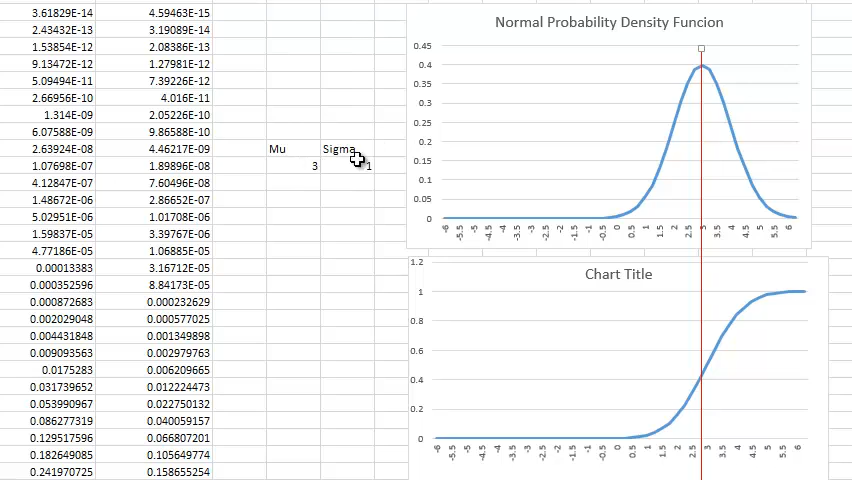 3.61829E-14 4.59463E-15
2.43432E-13 3.19089E-14
1.53854E-12 2.08386E-13
9.13472E-12 1.27981E-12
5.09494E-11 7.39226E-12
2.66956E-10 4.016E-11
1.314E-09 2.05226E-10
6.07588E-09 9.86588E-10
2.63924E-08 4.46217E-09 Mu Sigma
1.07698E-07 1.89896E-08 3 1
4.12847E-07 7.60496E-08
1.48672E-06 2.86652E-07
5.02951E-06 1.01708E-06
1.59837E-05 3.39767E-06
4.77186E-05 1.06885E-05
0.00013383 3.16712E-05
0.000352596 8.84173E-05
0.000872683 0.000232629
0.002029048 0.000577025
0.004431848 0.001349898
0.009093563 0.002979763
0.0175283 0.006209665
0.031739652 0.012224473
0.053990967 0.022750132
0.086277319 0.040059157
0.129517596 0.066807201
0.182649085 0.105649774
0.241970725 0.158655254
Normal Probability Density Funcion
0.45
0.4
0.35
0.3
0.25
0.2
0.15
0.1
0.05
0
-6 -5.5 -5 -4.5 -4 -3.5 -3 -2.5 -2 -1.5 -1 -0.5 0 0.5 1 1.5 2 2.5 3 3.5 4 4.5 5 5.5 6
Chart Title
1.2
1
0.8
0.6
0.4
0.2
0
-6 -5.5 -5 -4.5 -4 -3.5 -3 -2.5 -2 -1.5 -1 -0.5 0 0.5 1 1.5 2 2.5 3 3.5 4 4.5 5 5.5 6